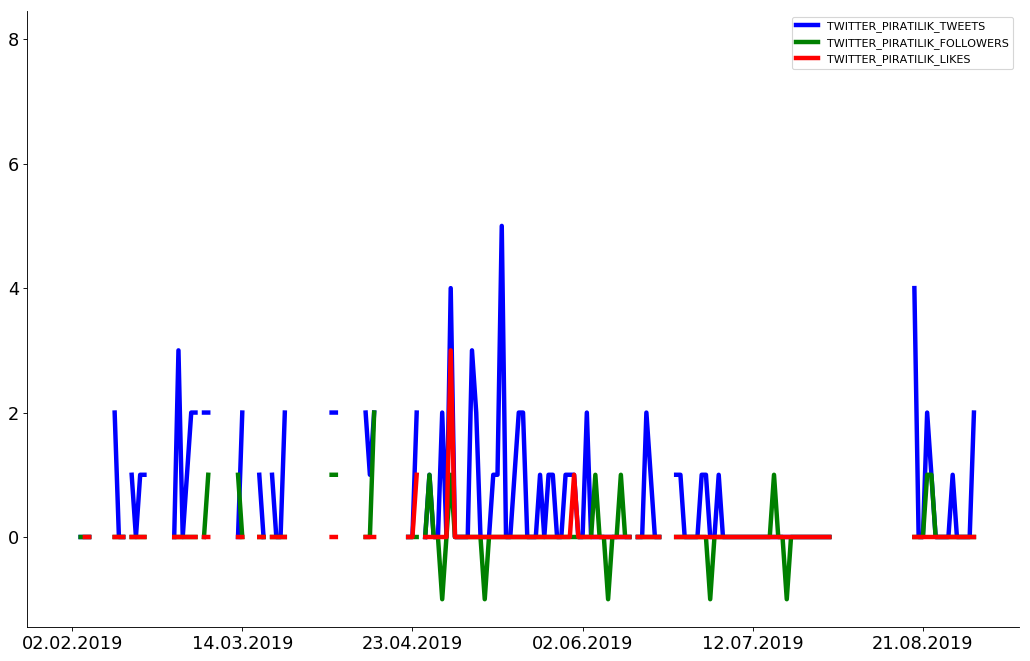 TWITTER_PIRATILIK_TWEETS
TWITTER_PIRATILIK_FOLLOWERS
TWITTER_PIRATILIK_LIKES
8
6
4
2
0
02.02.2019 14.03.2019 23.04.2019 02.06.2019 12.07.2019 21.08.2019